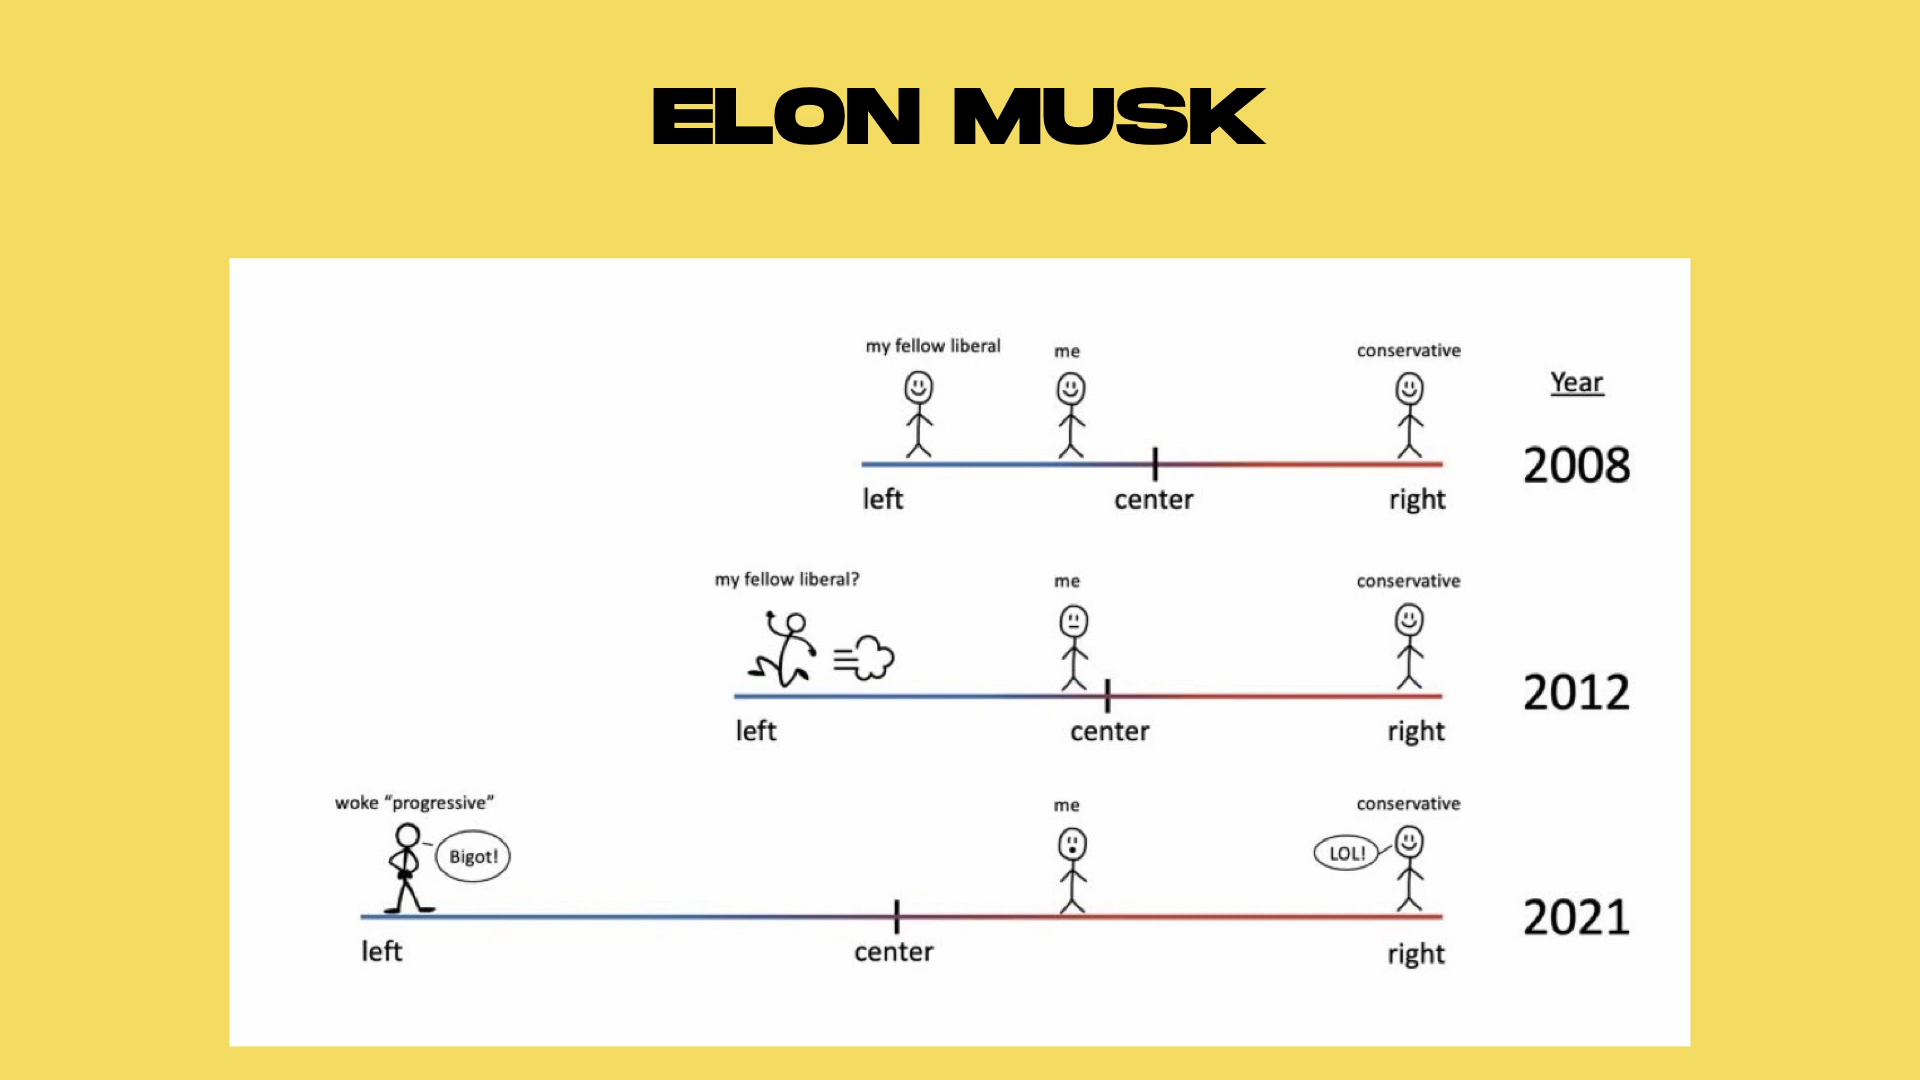 ELON MUSK
my fellow liberal
me
conservative
Year
2008
left
center
right
my fellow liberal?
me
conservative
2012
left
center
right
woke “progressive”
me
conservative
Bigot!
LOL!
2021
left
center
right